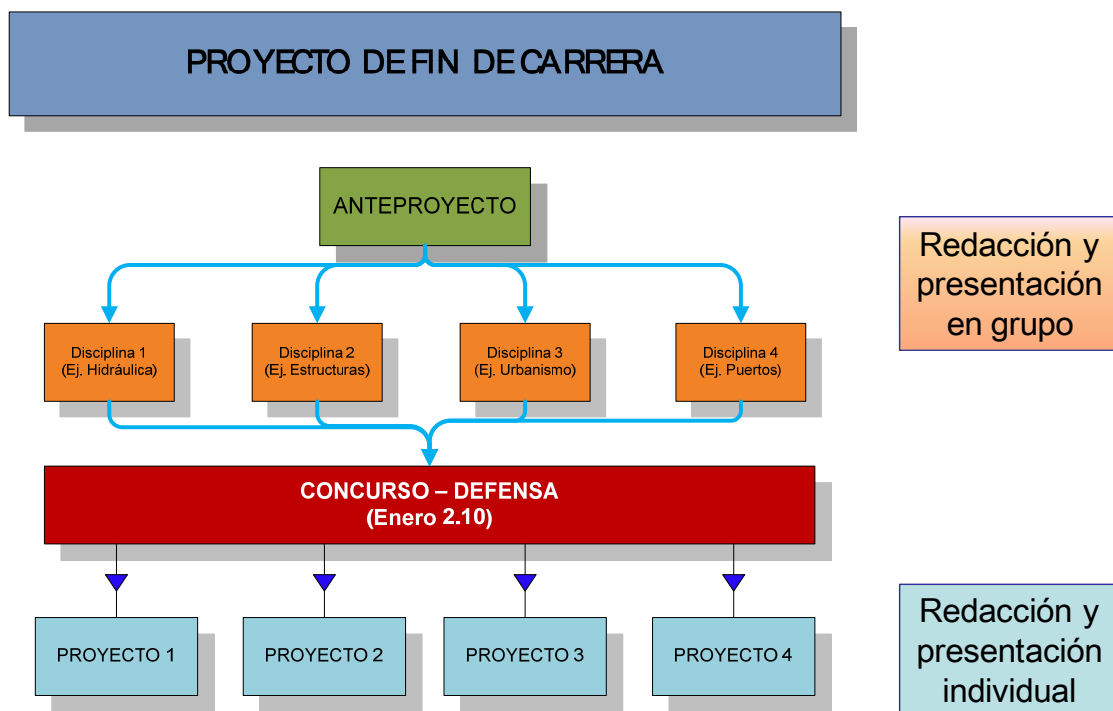 PROYECTO DE FIN DE CARRERA
ANTEPROYECTO
Redacción y
presentación
en grupo
Disciplina 1
(Ej. Hidráulica)
Disciplina 2
(Ej. Estructuras)
Disciplina 3
(Ej. Urbanismo)
Disciplina 4
(Ej. Puertos)
CONCURSO – DEFENSA
(Enero 2.10)
PROYECTO 1
PROYECTO 2
PROYECTO 3
PROYECTO 4
Redacción y
presentación
individual